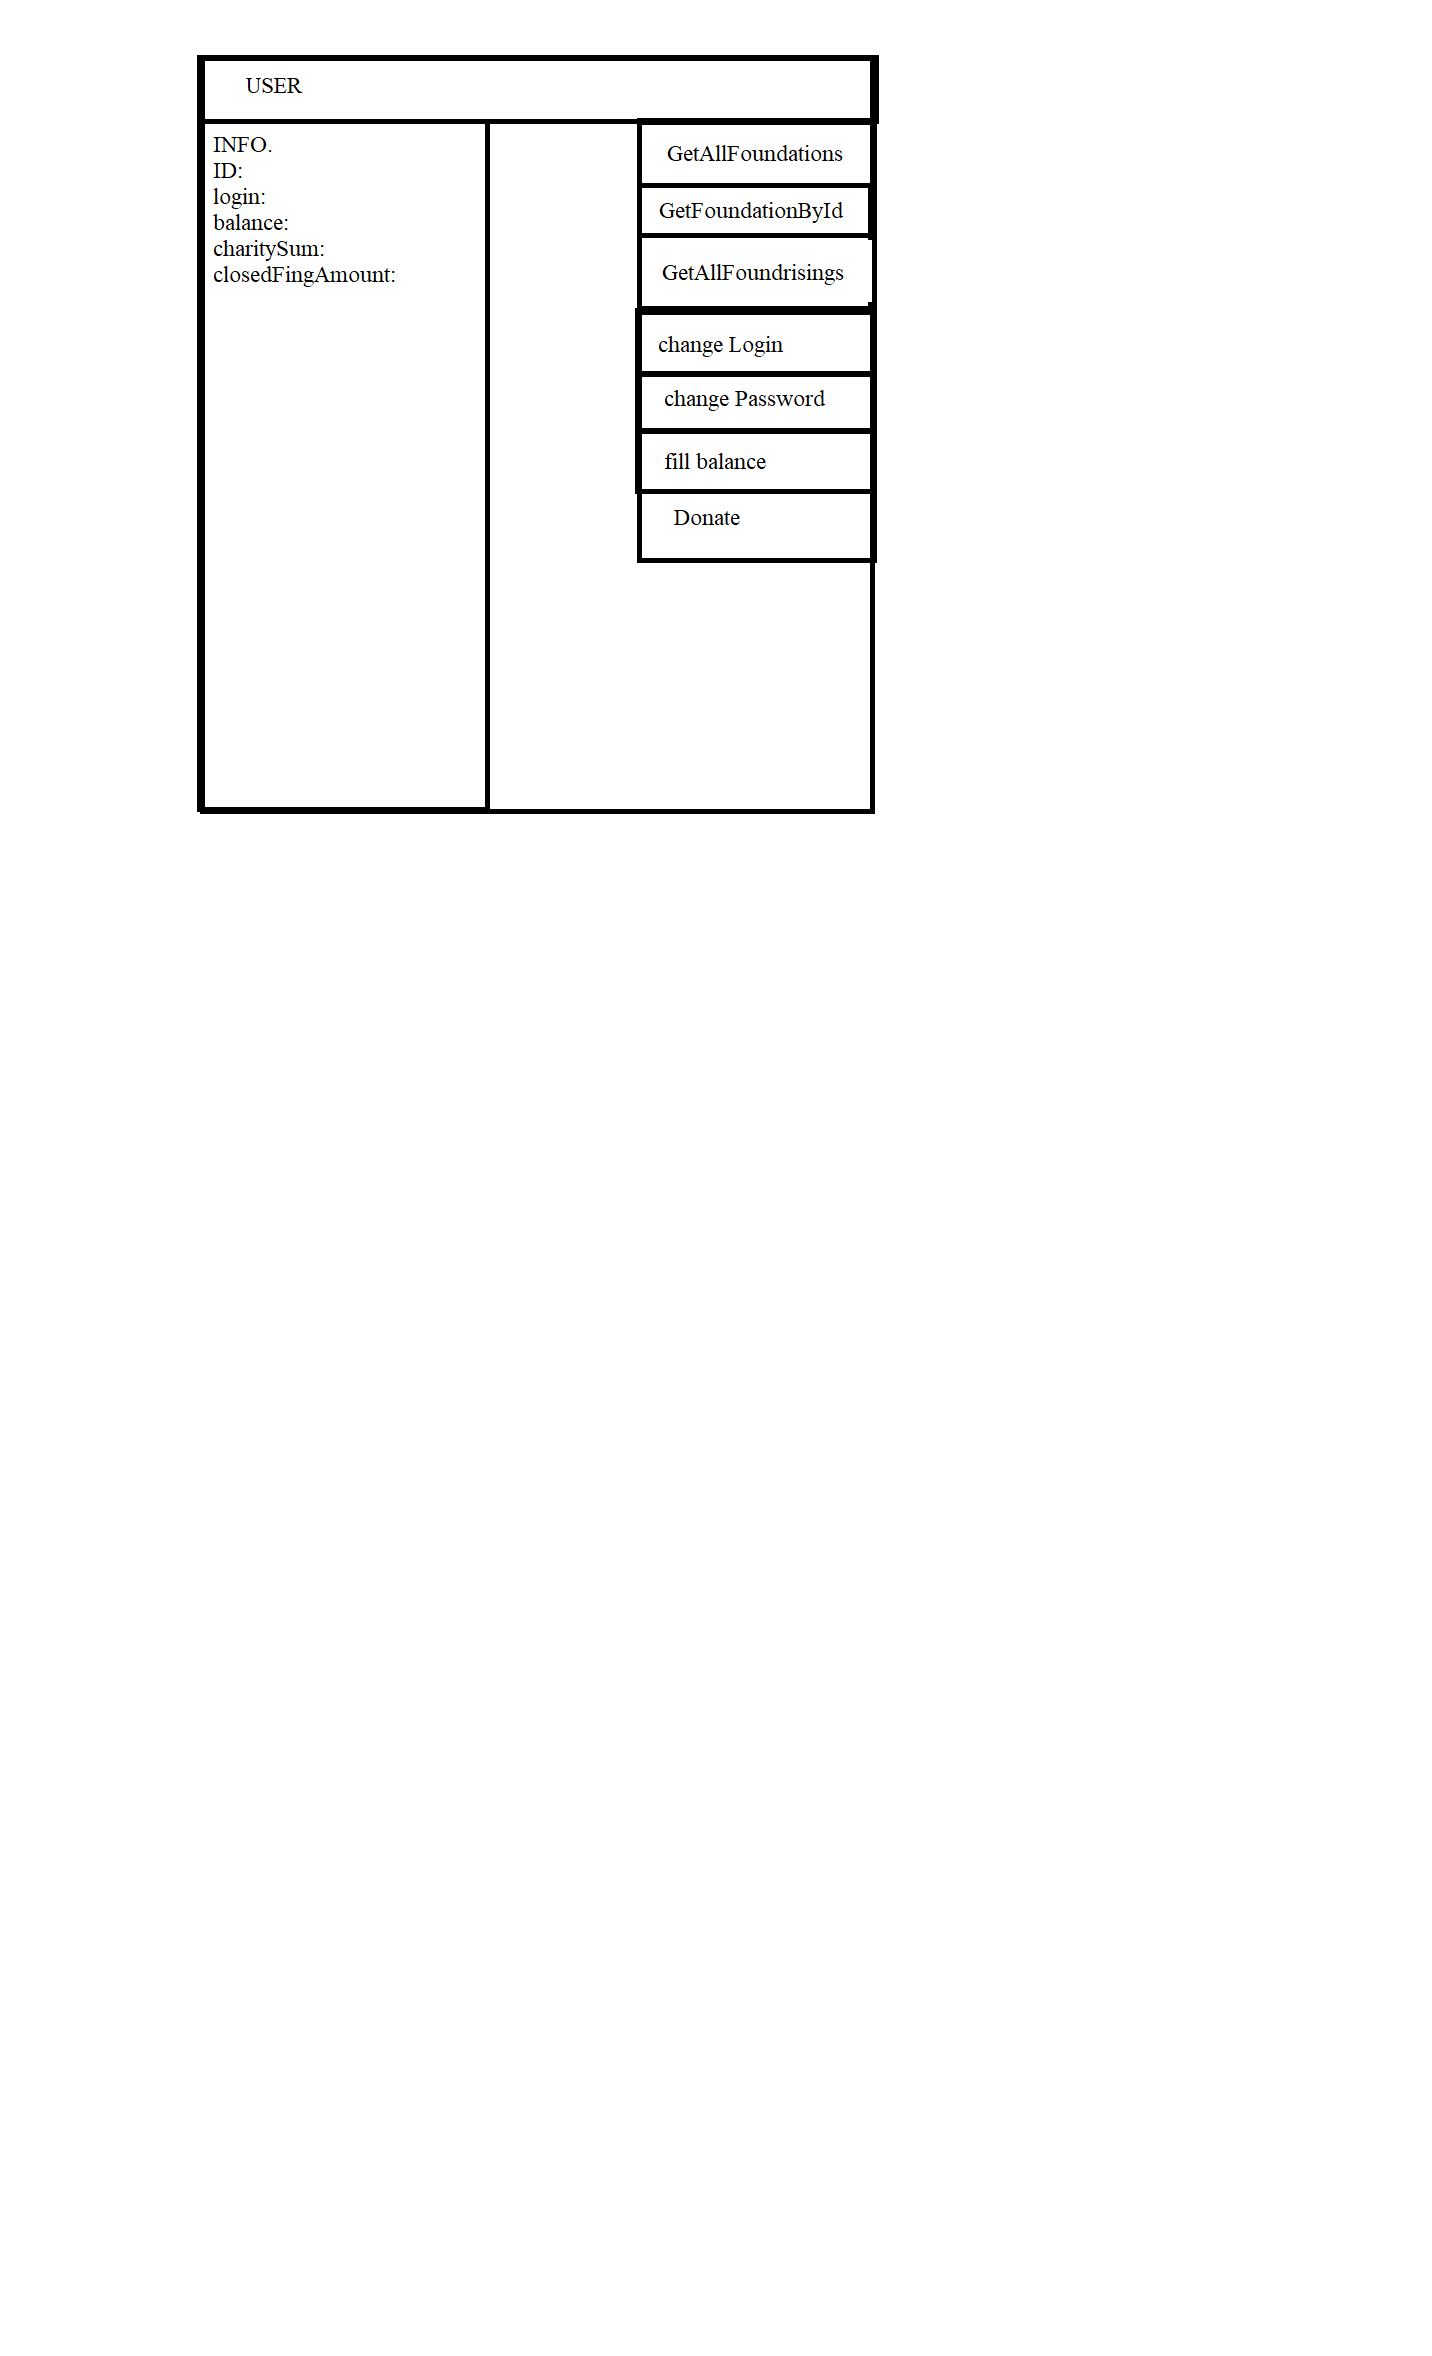 USER
INFO.
ID:
login:
balance:
charitySum:
closedFingAmount:
GetAllFoundations
GetFoundationById
GetAllFoundrisings
change Login
change Password
fill balance
Donate